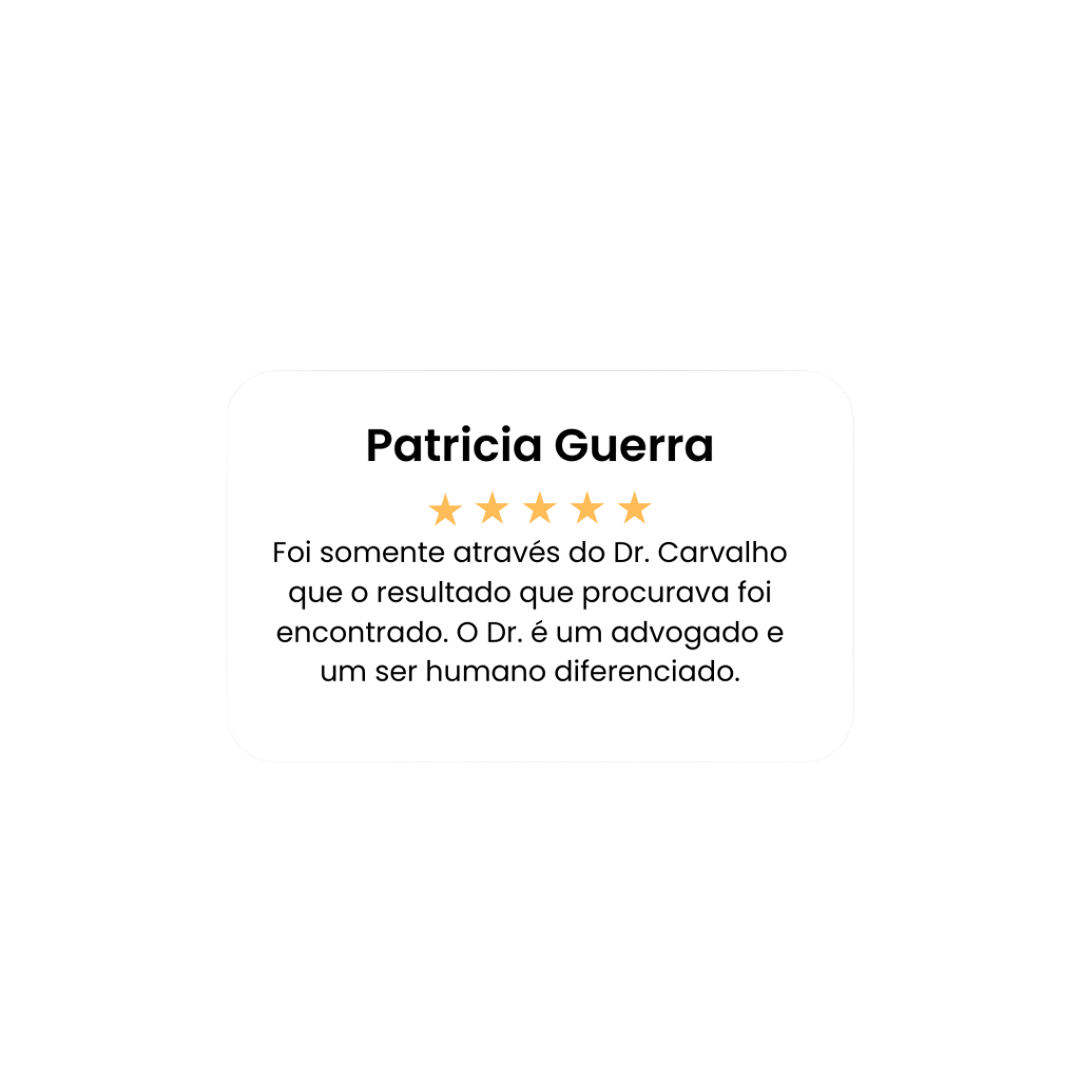 Patricia Guerra
Foi somente através do Dr. Carvalho
que o resultado que procurava foi
encontrado. O Dr. é um advogado e
um ser humano diferenciado.